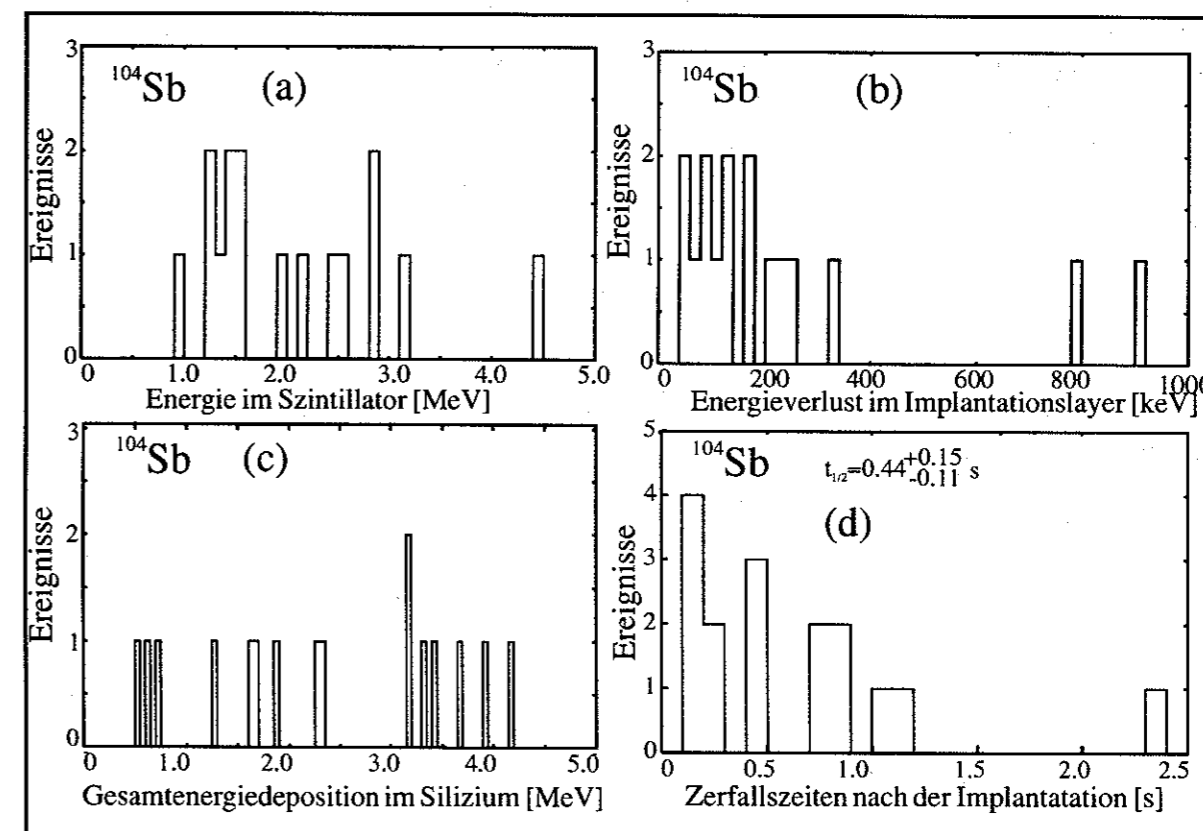 3
2
1
0
Ereignisse
¹⁰⁴Sb (a)
0 1.0 2.0 3.0 4.0 5.0
Energie im Szintillator [MeV]
3
2
1
0
Ereignisse
¹⁰⁴Sb (b)
0 200 400 600 800 1000
Energieverlust im Implantationslayer [keV]
3
2
1
0
Ereignisse
¹⁰⁴Sb (c)
0 1.0 2.0 3.0 4.0 5.0
Gesamtenergiedeposition im Silizium [MeV]
5
4
3
2
1
0
Ereignisse
¹⁰⁴Sb t₁/₂=0.44+0.15-0.11 s
(d)
0 0.5 1.0 1.5 2.0 2.5
Zerfallszeiten nach der Implantatation [s]